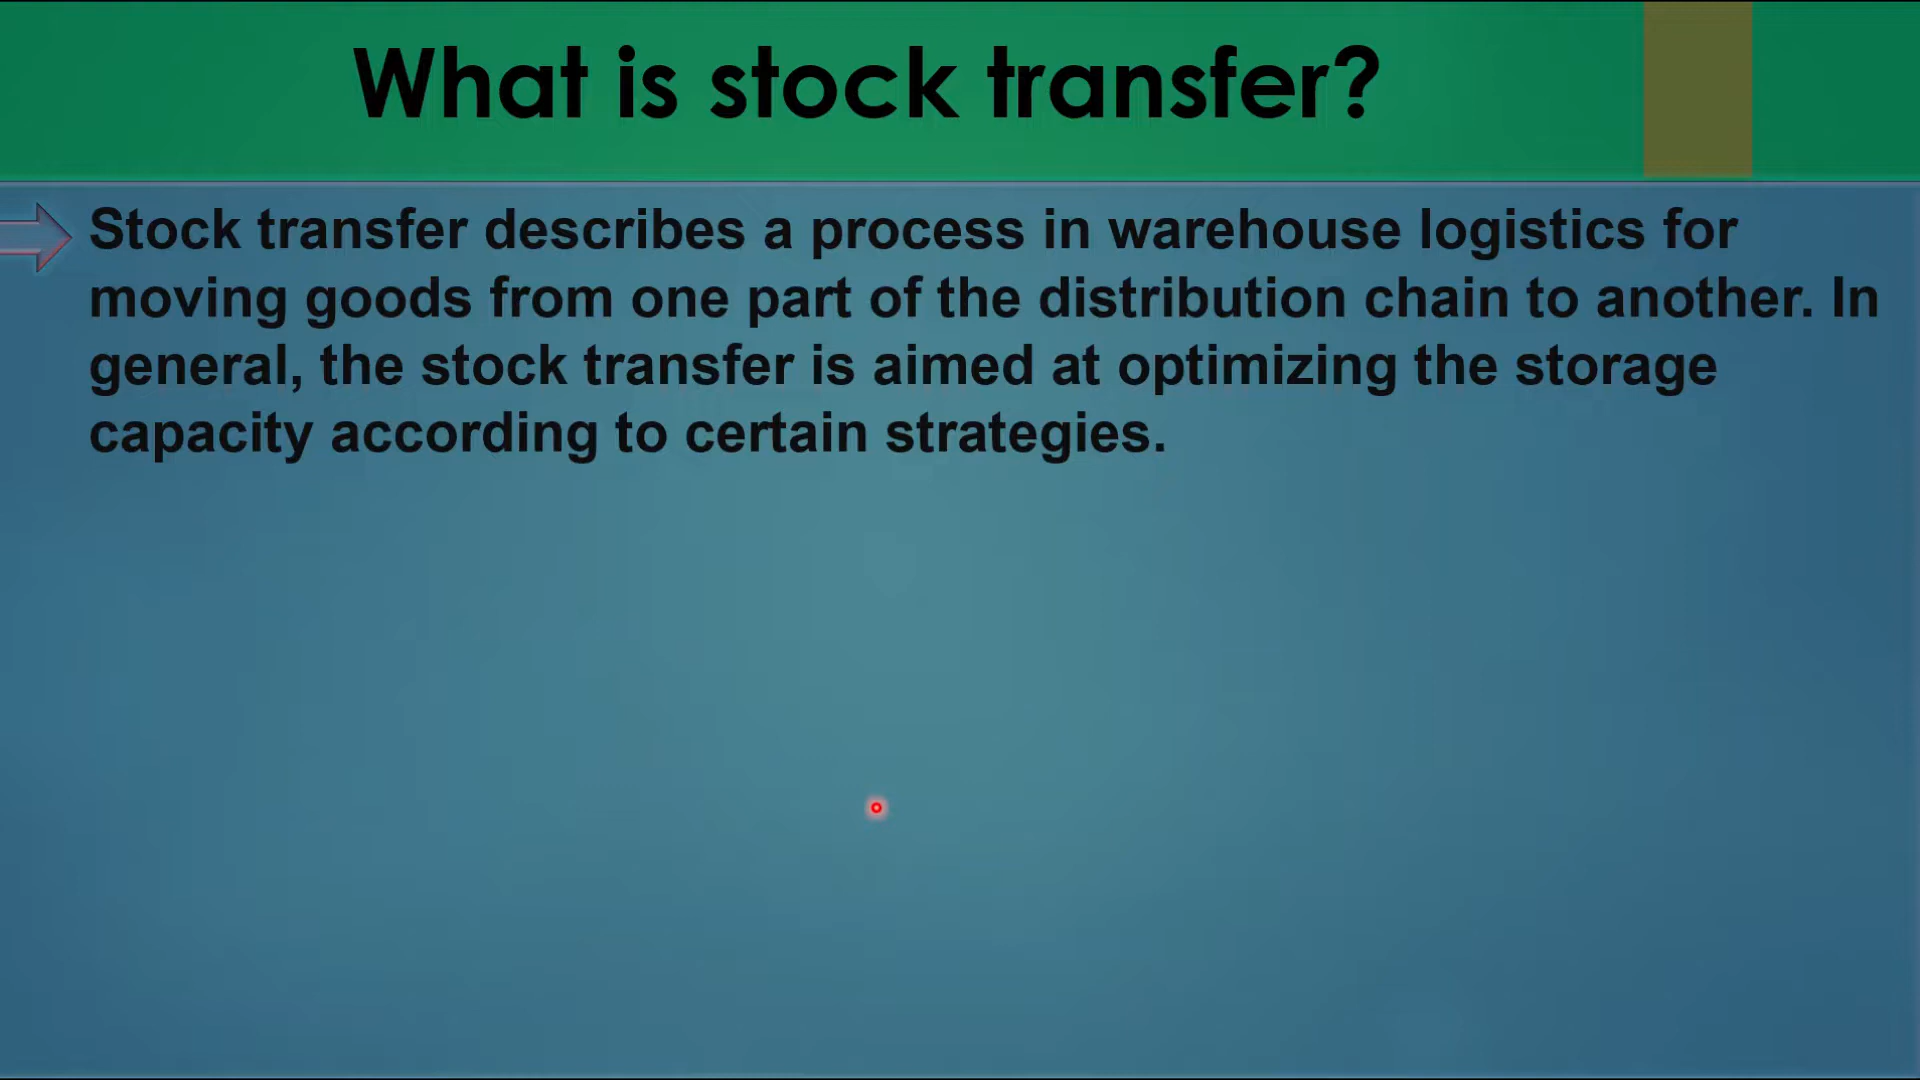 What is stock transfer?
Stock transfer describes a process in warehouse logistics for
moving goods from one part of the distribution chain to another. In
general, the stock transfer is aimed at optimizing the storage
capacity according to certain strategies.